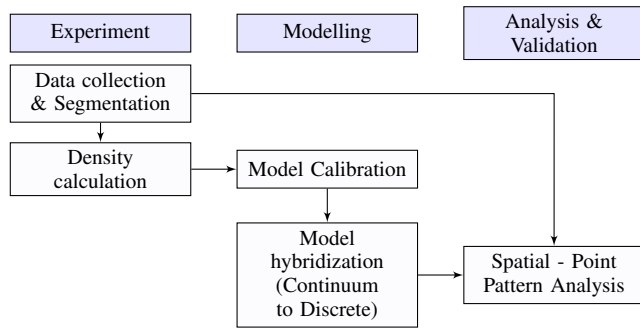 Experiment
Modelling
Analysis &
Validation
Data collection
& Segmentation
Density
calculation
Model Calibration
Model
hybridization
(Continuum
to Discrete)
Spatial - Point
Pattern Analysis